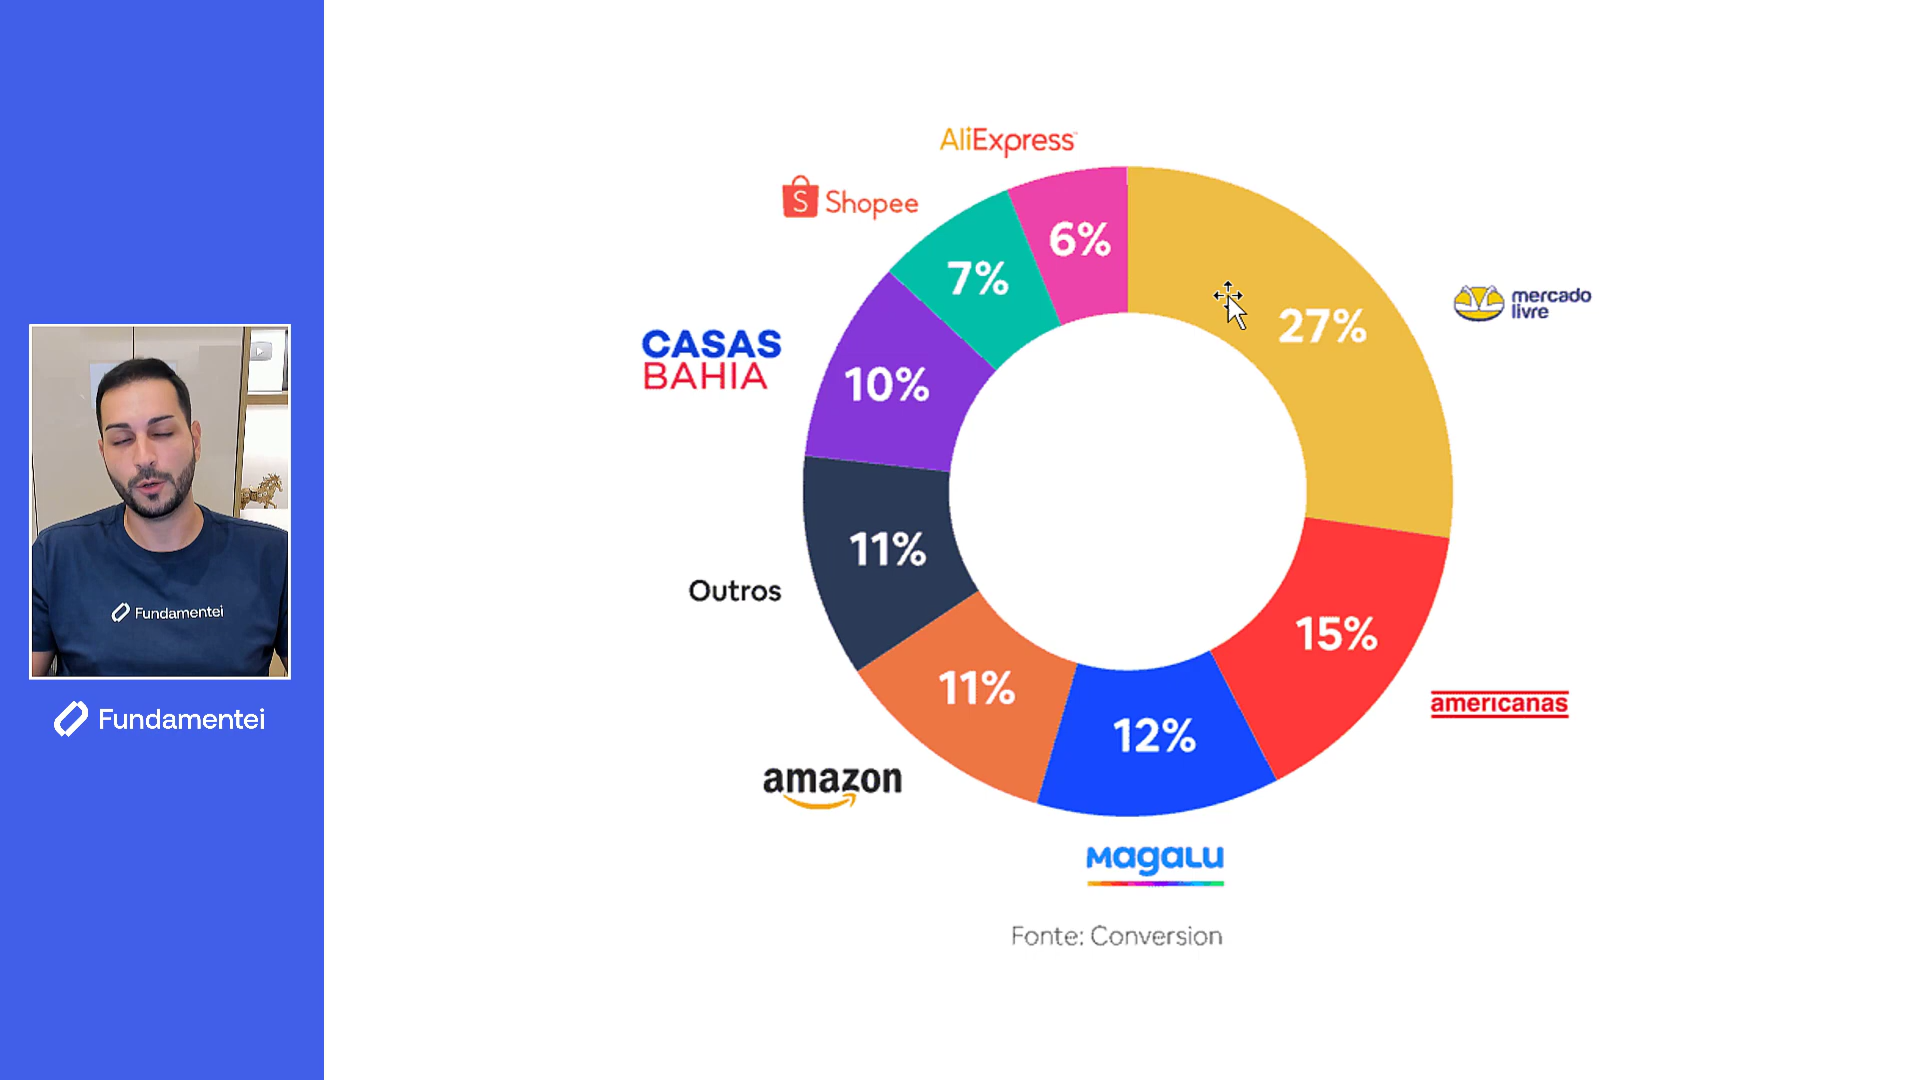 AliExpress
Shopee
6%
7%
27%
mercado
livre
CASAS
BAHIA
10%
11%
Outros
15%
americanas
11%
12%
amazon
Magalu
Fonte: Conversion
Fundamentei
Fundamentei